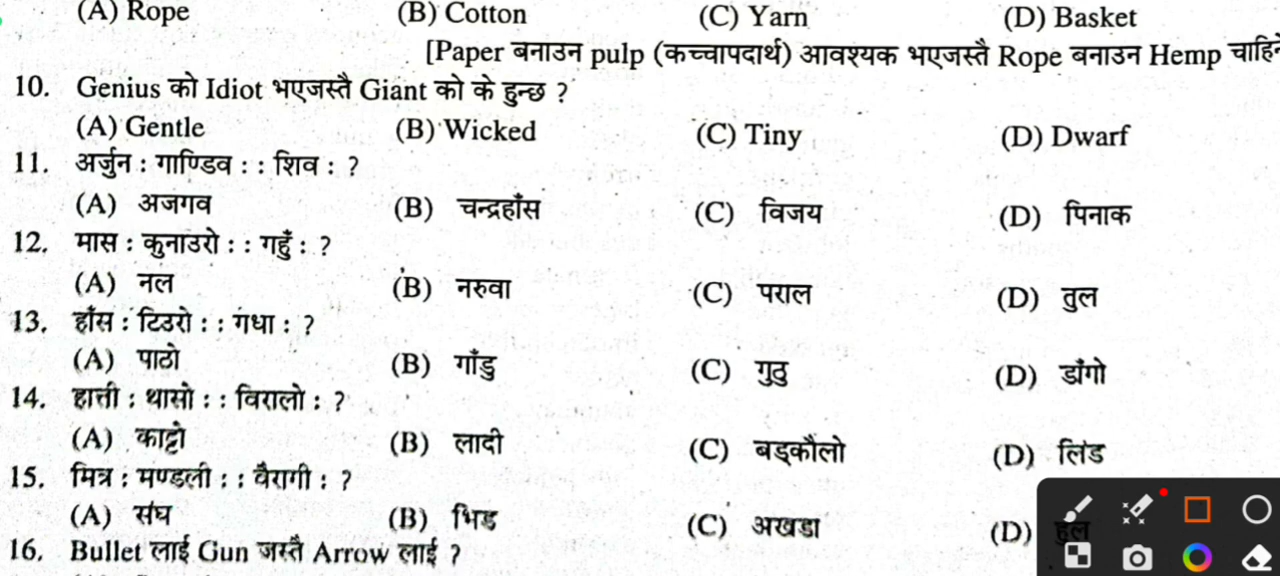 (A) Rope (B) Cotton (C) Yarn (D) Basket
[Paper बनाउन pulp (कच्चापदार्थ) आवश्यक भएजस्तै Rope बनाउन Hemp
10. Genius को Idiot भएजस्तै Giant को के हुन्छ ?
(A) Gentle (B) Wicked (C) Tiny (D) Dwarf
11. अर्जुन : गाण्डिव : : शिव : ?
(A) अजगव (B) चन्द्रहाँस (C) विजय (D) पिनाक
12. मास : कुनाउरो : : गहुँ : ?
(A) नल (B) नरुवा (C) पराल (D) तुल
13. हाँस : टिउरो : : गधा : ?
(A) पाठो (B) गाँडु (C) गुठु (D) डाँगो
14. हात्ती : थासो : : विरालो : ?
(A) काट्टो (B) लादी (C) बड्कौंलो (D) लिंड
15. मित्र : मण्डली : : वैरागी : ?
(A) संघ (B) भिड (C) अखडा (D) हुल
16. Bullet लाई Gun जस्तै Arrow लाई ?